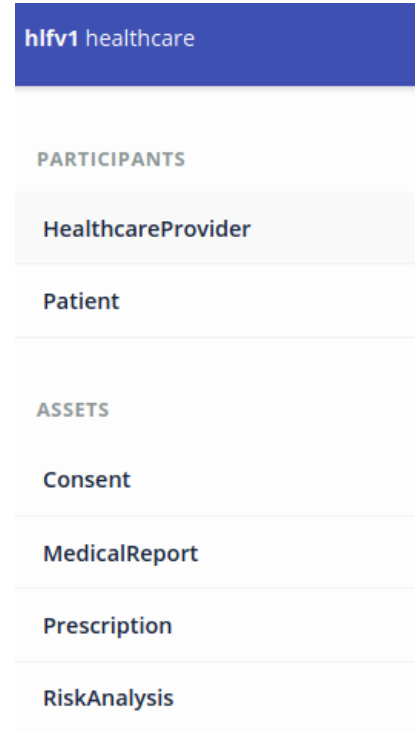 hlfv1 healthcare
PARTICIPANTS
HealthcareProvider
Patient
ASSETS
Consent
MedicalReport
Prescription
RiskAnalysis